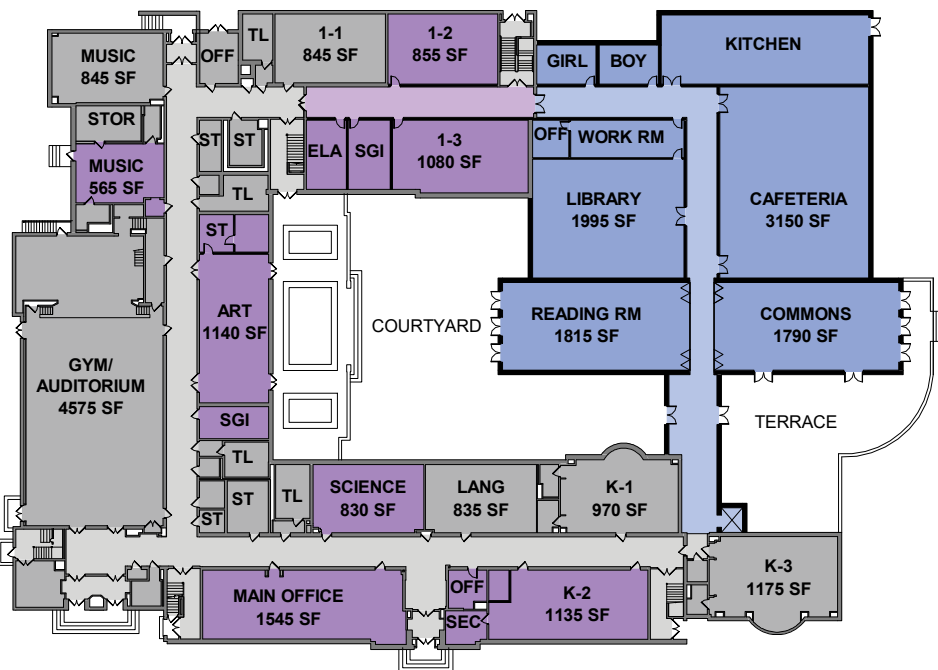 MUSIC
845 SF
OFF
TL
1-1
845 SF
1-2
855 SF
GIRL
BOY
KITCHEN
STOR
ST
ST
ELA
SGI
1-3
1080 SF
OFF
WORK RM
MUSIC
565 SF
TL
LIBRARY
1995 SF
CAFETERIA
3150 SF
ST
ART
1140 SF
COURTYARD
READING RM
1815 SF
COMMONS
1790 SF
GYM/
AUDITORIUM
4575 SF
SGI
TERRACE
TL
ST
ST
TL
SCIENCE
830 SF
LANG
835 SF
K-1
970 SF
K-3
1175 SF
MAIN OFFICE
1545 SF
OFF
SEC
K-2
1135 SF